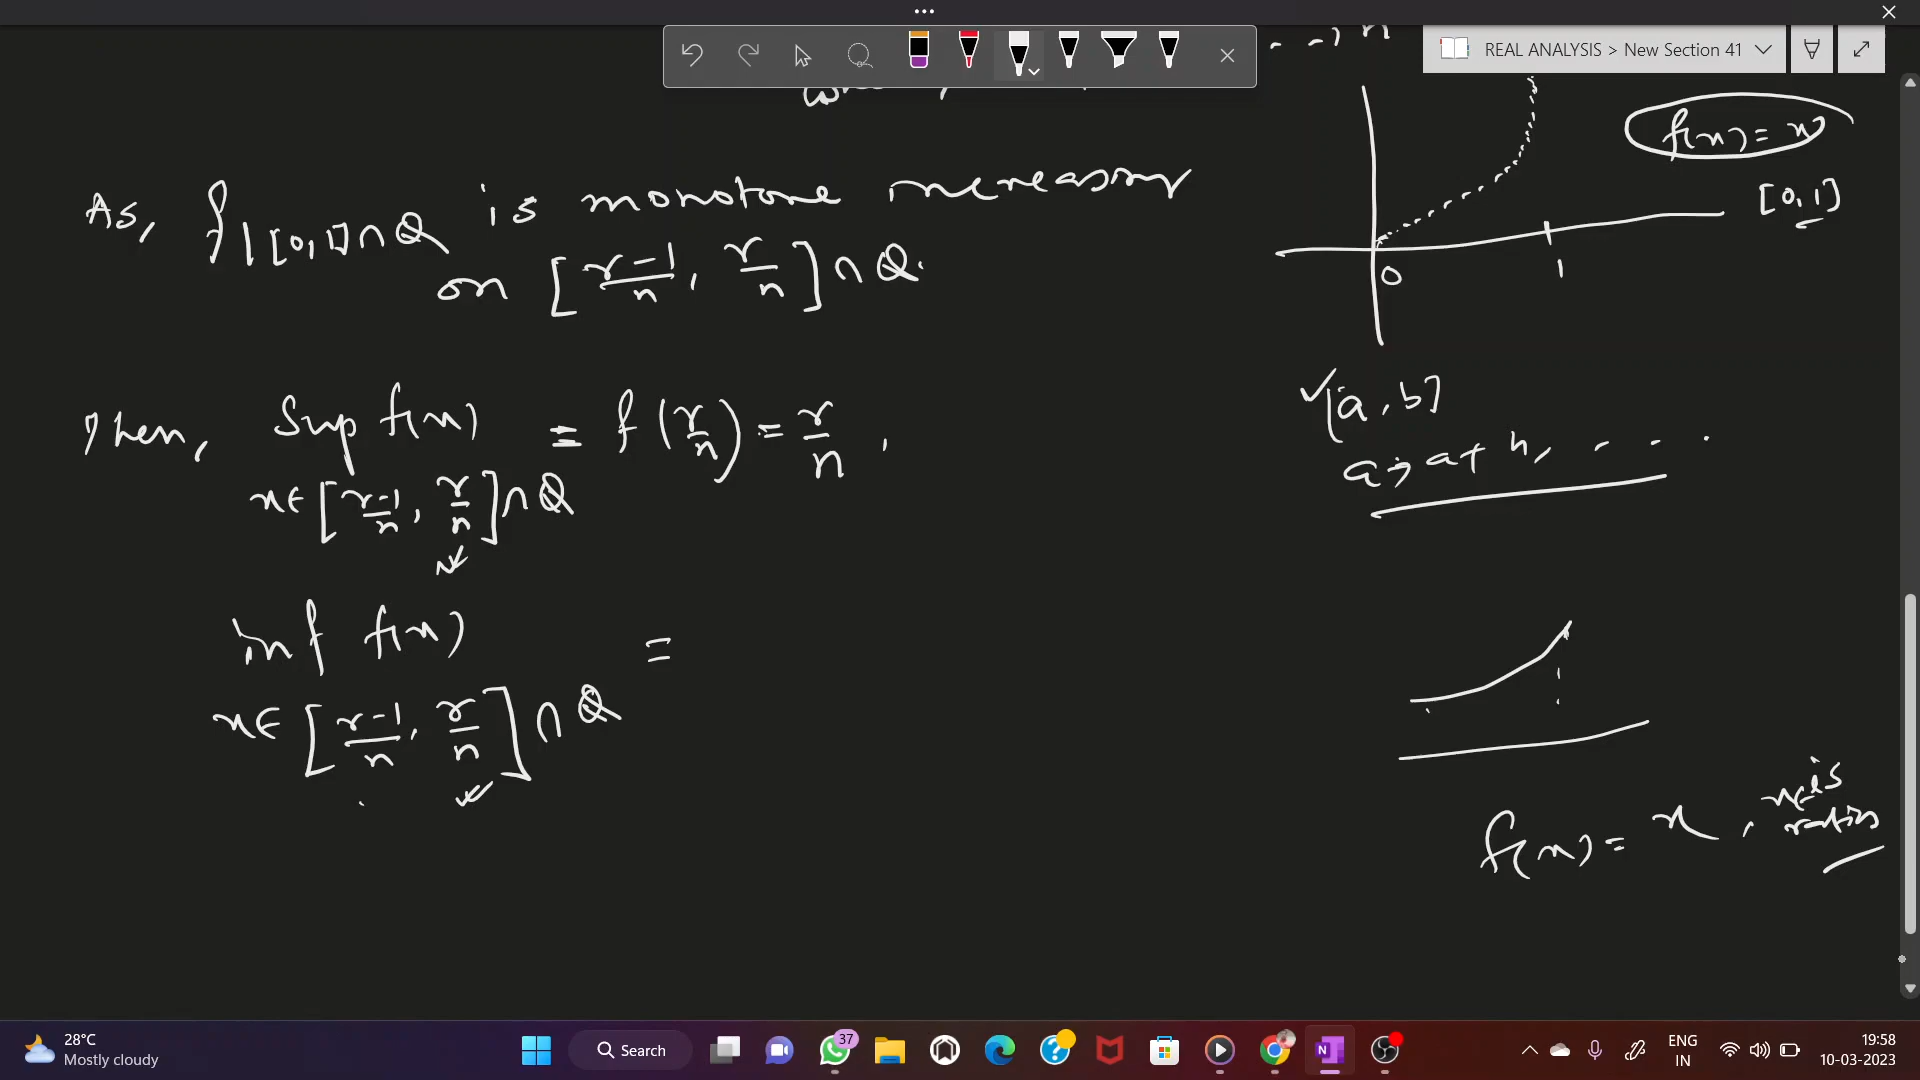 REAL ANALYSIS > New Section 41
f(x) = x
[0,1]
As, f|[0,1]∩Q is monotone increasing
on [r-1/n, r/n]∩Q.
0
1
Then, Sup f(x) = f(r/n) = r/n,
x∈[r-1/n, r/n]∩Q
[a, b]
inf f(x) =
x∈[r-1/n, r/n]∩Q
f(x) = x, x is
28°C
Mostly cloudy
Search
37
ENG
IN
19:58
10-03-2023